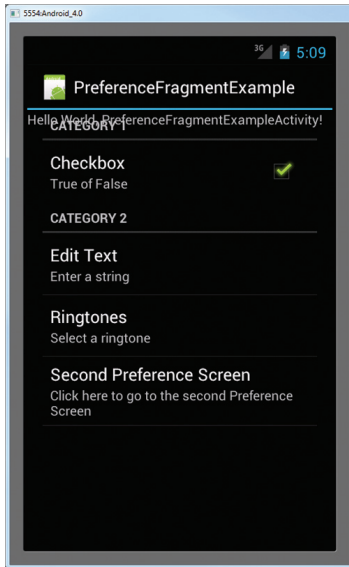 5554:Android_4.0
3G 5:09
PreferenceFragmentExample
Hello World, PreferenceFragmentExampleActivity!
CATEGORY 1
Checkbox
True of False
CATEGORY 2
Edit Text
Enter a string
Ringtones
Select a ringtone
Second Preference Screen
Click here to go to the second Preference
Screen